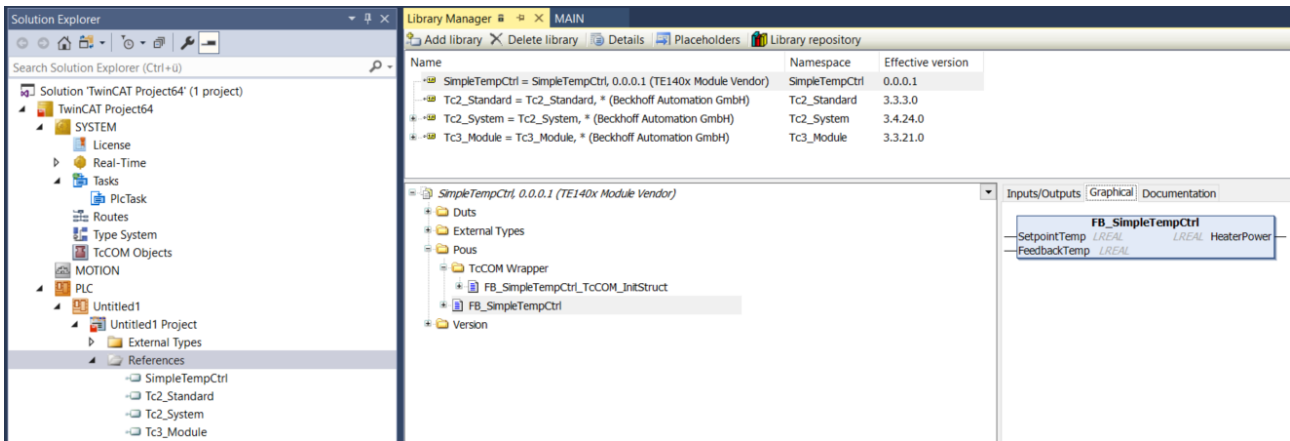 Solution Explorer
Search Solution Explorer (Ctrl+ü)
Solution 'TwinCAT Project64' (1 project)
TwinCAT Project64
SYSTEM
License
Real-Time
Tasks
PlcTask
Routes
Type System
TcCOM Objects
MOTION
PLC
Untitled1
Untitled1 Project
External Types
References
SimpleTempCtrl
Tc2_Standard
Tc2_System
Tc3_Module
Library Manager MAIN
Add library Delete library Details Placeholders Library repository
Name Namespace Effective version
SimpleTempCtrl = SimpleTempCtrl, 0.0.0.1 (TE140x Module Vendor) SimpleTempCtrl 0.0.0.1
Tc2_Standard = Tc2_Standard, * (Beckhoff Automation GmbH) Tc2_Standard 3.3.3.0
Tc2_System = Tc2_System, * (Beckhoff Automation GmbH) Tc2_System 3.4.24.0
Tc3_Module = Tc3_Module, * (Beckhoff Automation GmbH) Tc3_Module 3.3.21.0
SimpleTempCtrl, 0.0.0.1 (TE140x Module Vendor)
Duts
External Types
Pous
TcCOM Wrapper
FB_SimpleTempCtrl_TcCOM_InitStruct
FB_SimpleTempCtrl
Version
Inputs/Outputs Graphical Documentation
FB_SimpleTempCtrl
SetpointTemp LREAL LREAL HeaterPower
FeedbackTemp LREAL